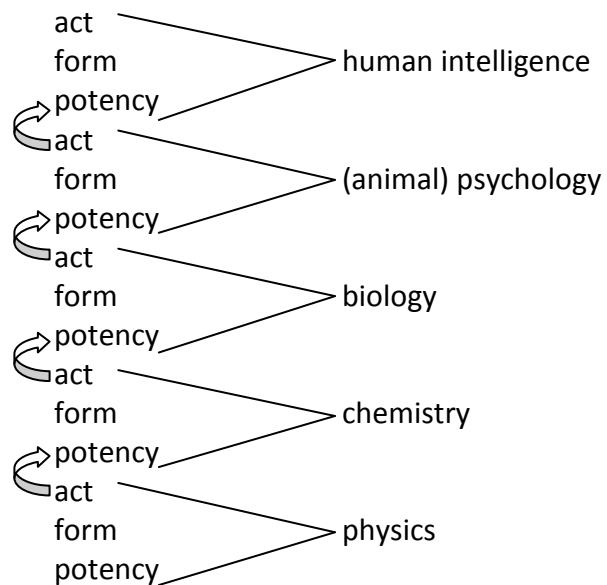 act
form human intelligence
potency
act
form (animal) psychology
potency
act
form biology
potency
act
form chemistry
potency
act
form physics
potency